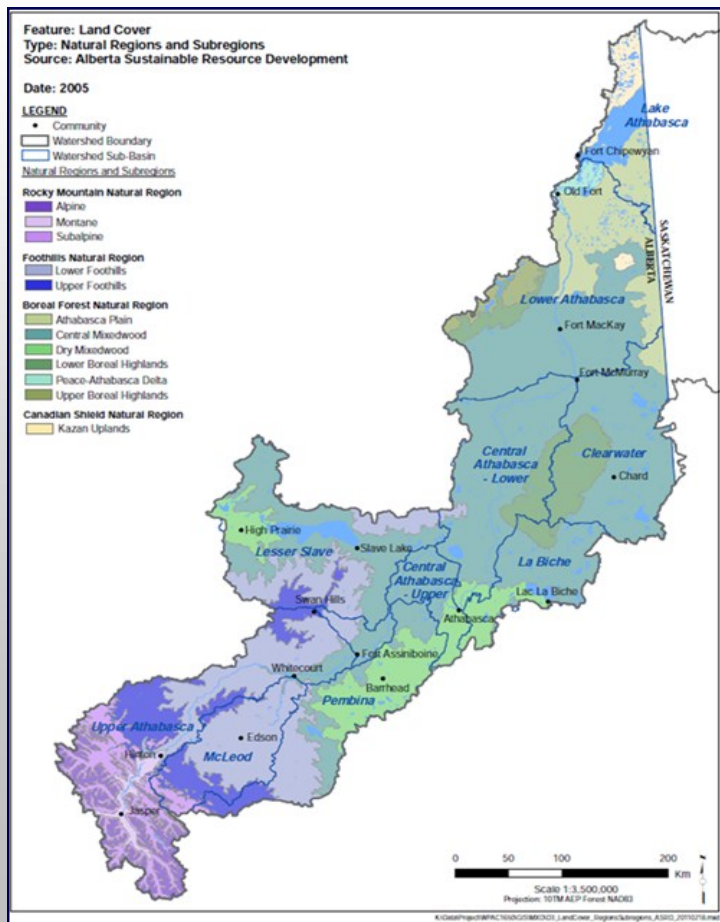 Feature: Land Cover
Type: Natural Regions and Subregions
Source: Alberta Sustainable Resource Development
Date: 2005
LEGEND
Community
Watershed Boundary
Watershed Sub-Basin
Natural Regions and Subregions
Rocky Mountain Natural Region
Alpine
Montane
Subalpine
Foothills Natural Region
Lower Foothills
Upper Foothills
Boreal Forest Natural Region
Athabasca Plain
Central Mixedwood
Dry Mixedwood
Lower Boreal Highlands
Peace-Athabasca Delta
Upper Boreal Highlands
Canadian Shield Natural Region
Kazan Uplands
Lake
Athabasca
Fort Chipewyan
Old Fort
SASKATCHEWAN
ALBERTA
Lower Athabasca
Fort MacKay
Fort McMurray
Central
Athabasca
- Lower
Clearwater
Chard
High Prairie
Lesser Slave
Slave Lake
Central
Athabasca
- Upper
La Biche
Lac La Biche
Swan Hills
Athabasca
Fort Assiniboine
Whitecourt
Barrhead
Pembina
Upper Athabasca
Edson
McLeod
Hinton
Jasper
0 50 100 200
Km
Scale 1:3,500,000
Projection: 10TM AEP Forest NAD83